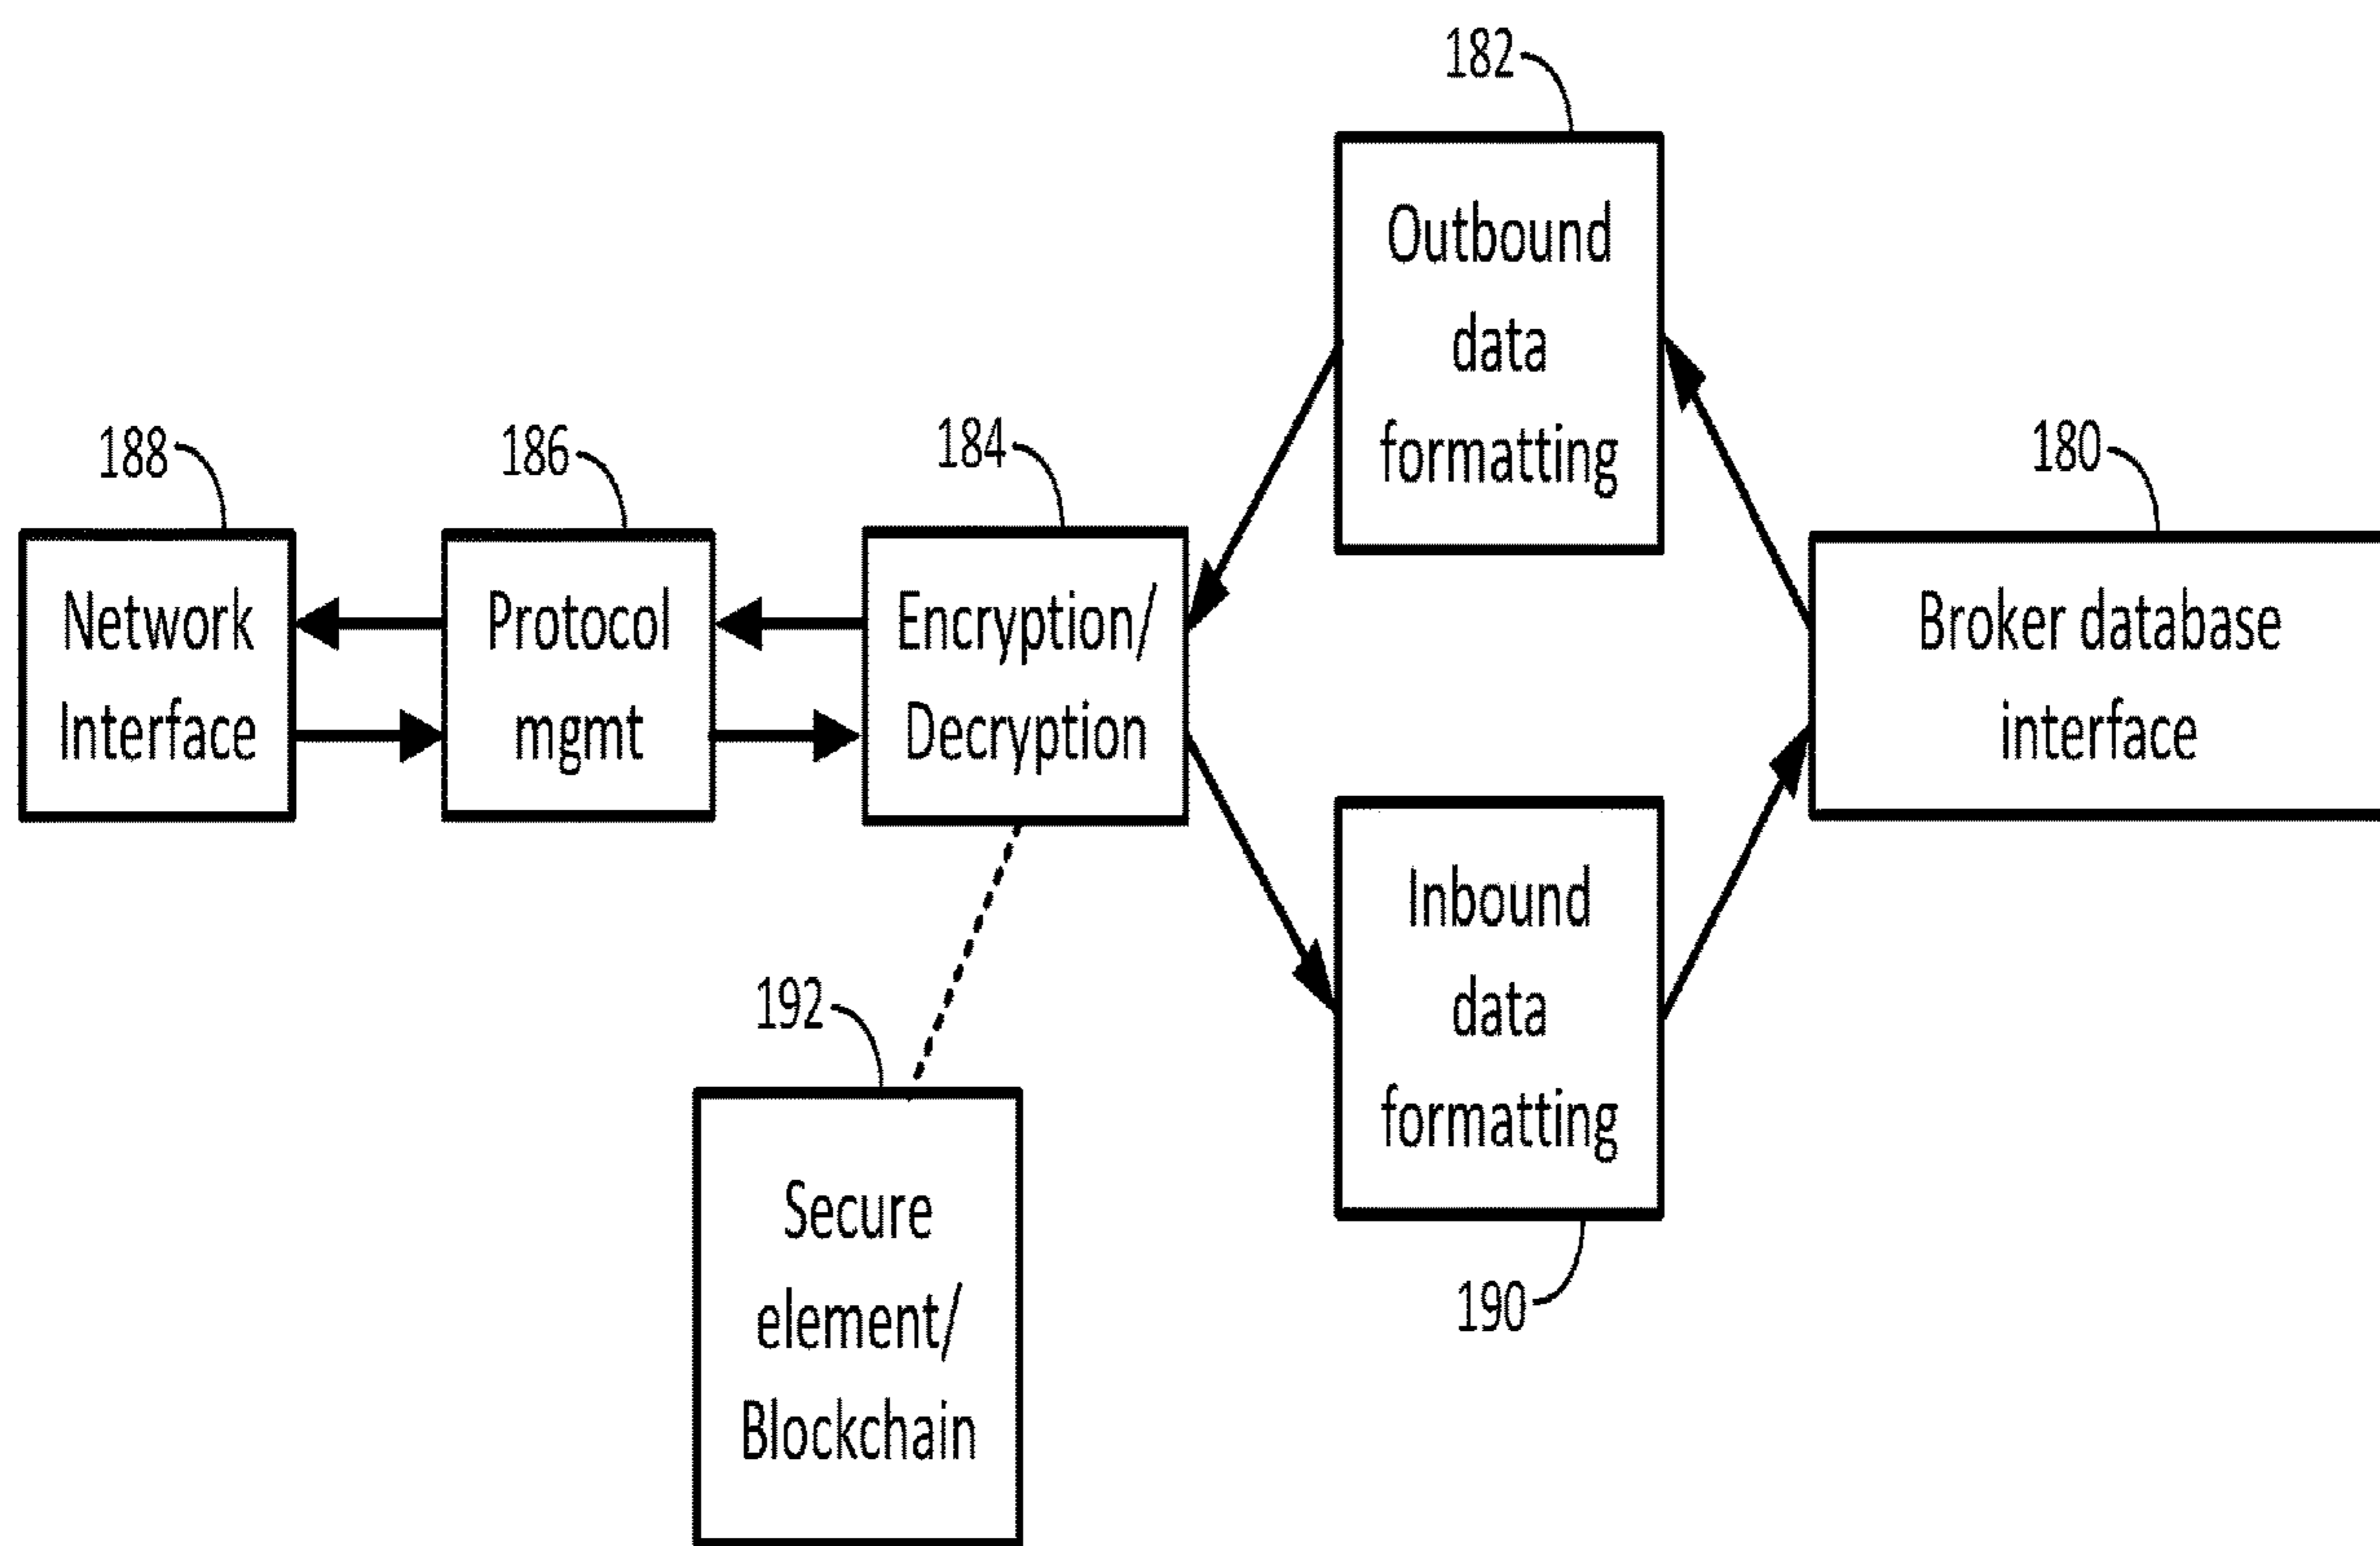 182
Outbound
data
formatting
188
Network
Interface
186
Protocol
mgmt
184
Encryption/
Decryption
180
Broker database
interface
Inbound
data
formatting
190
192
Secure
element/
Blockchain